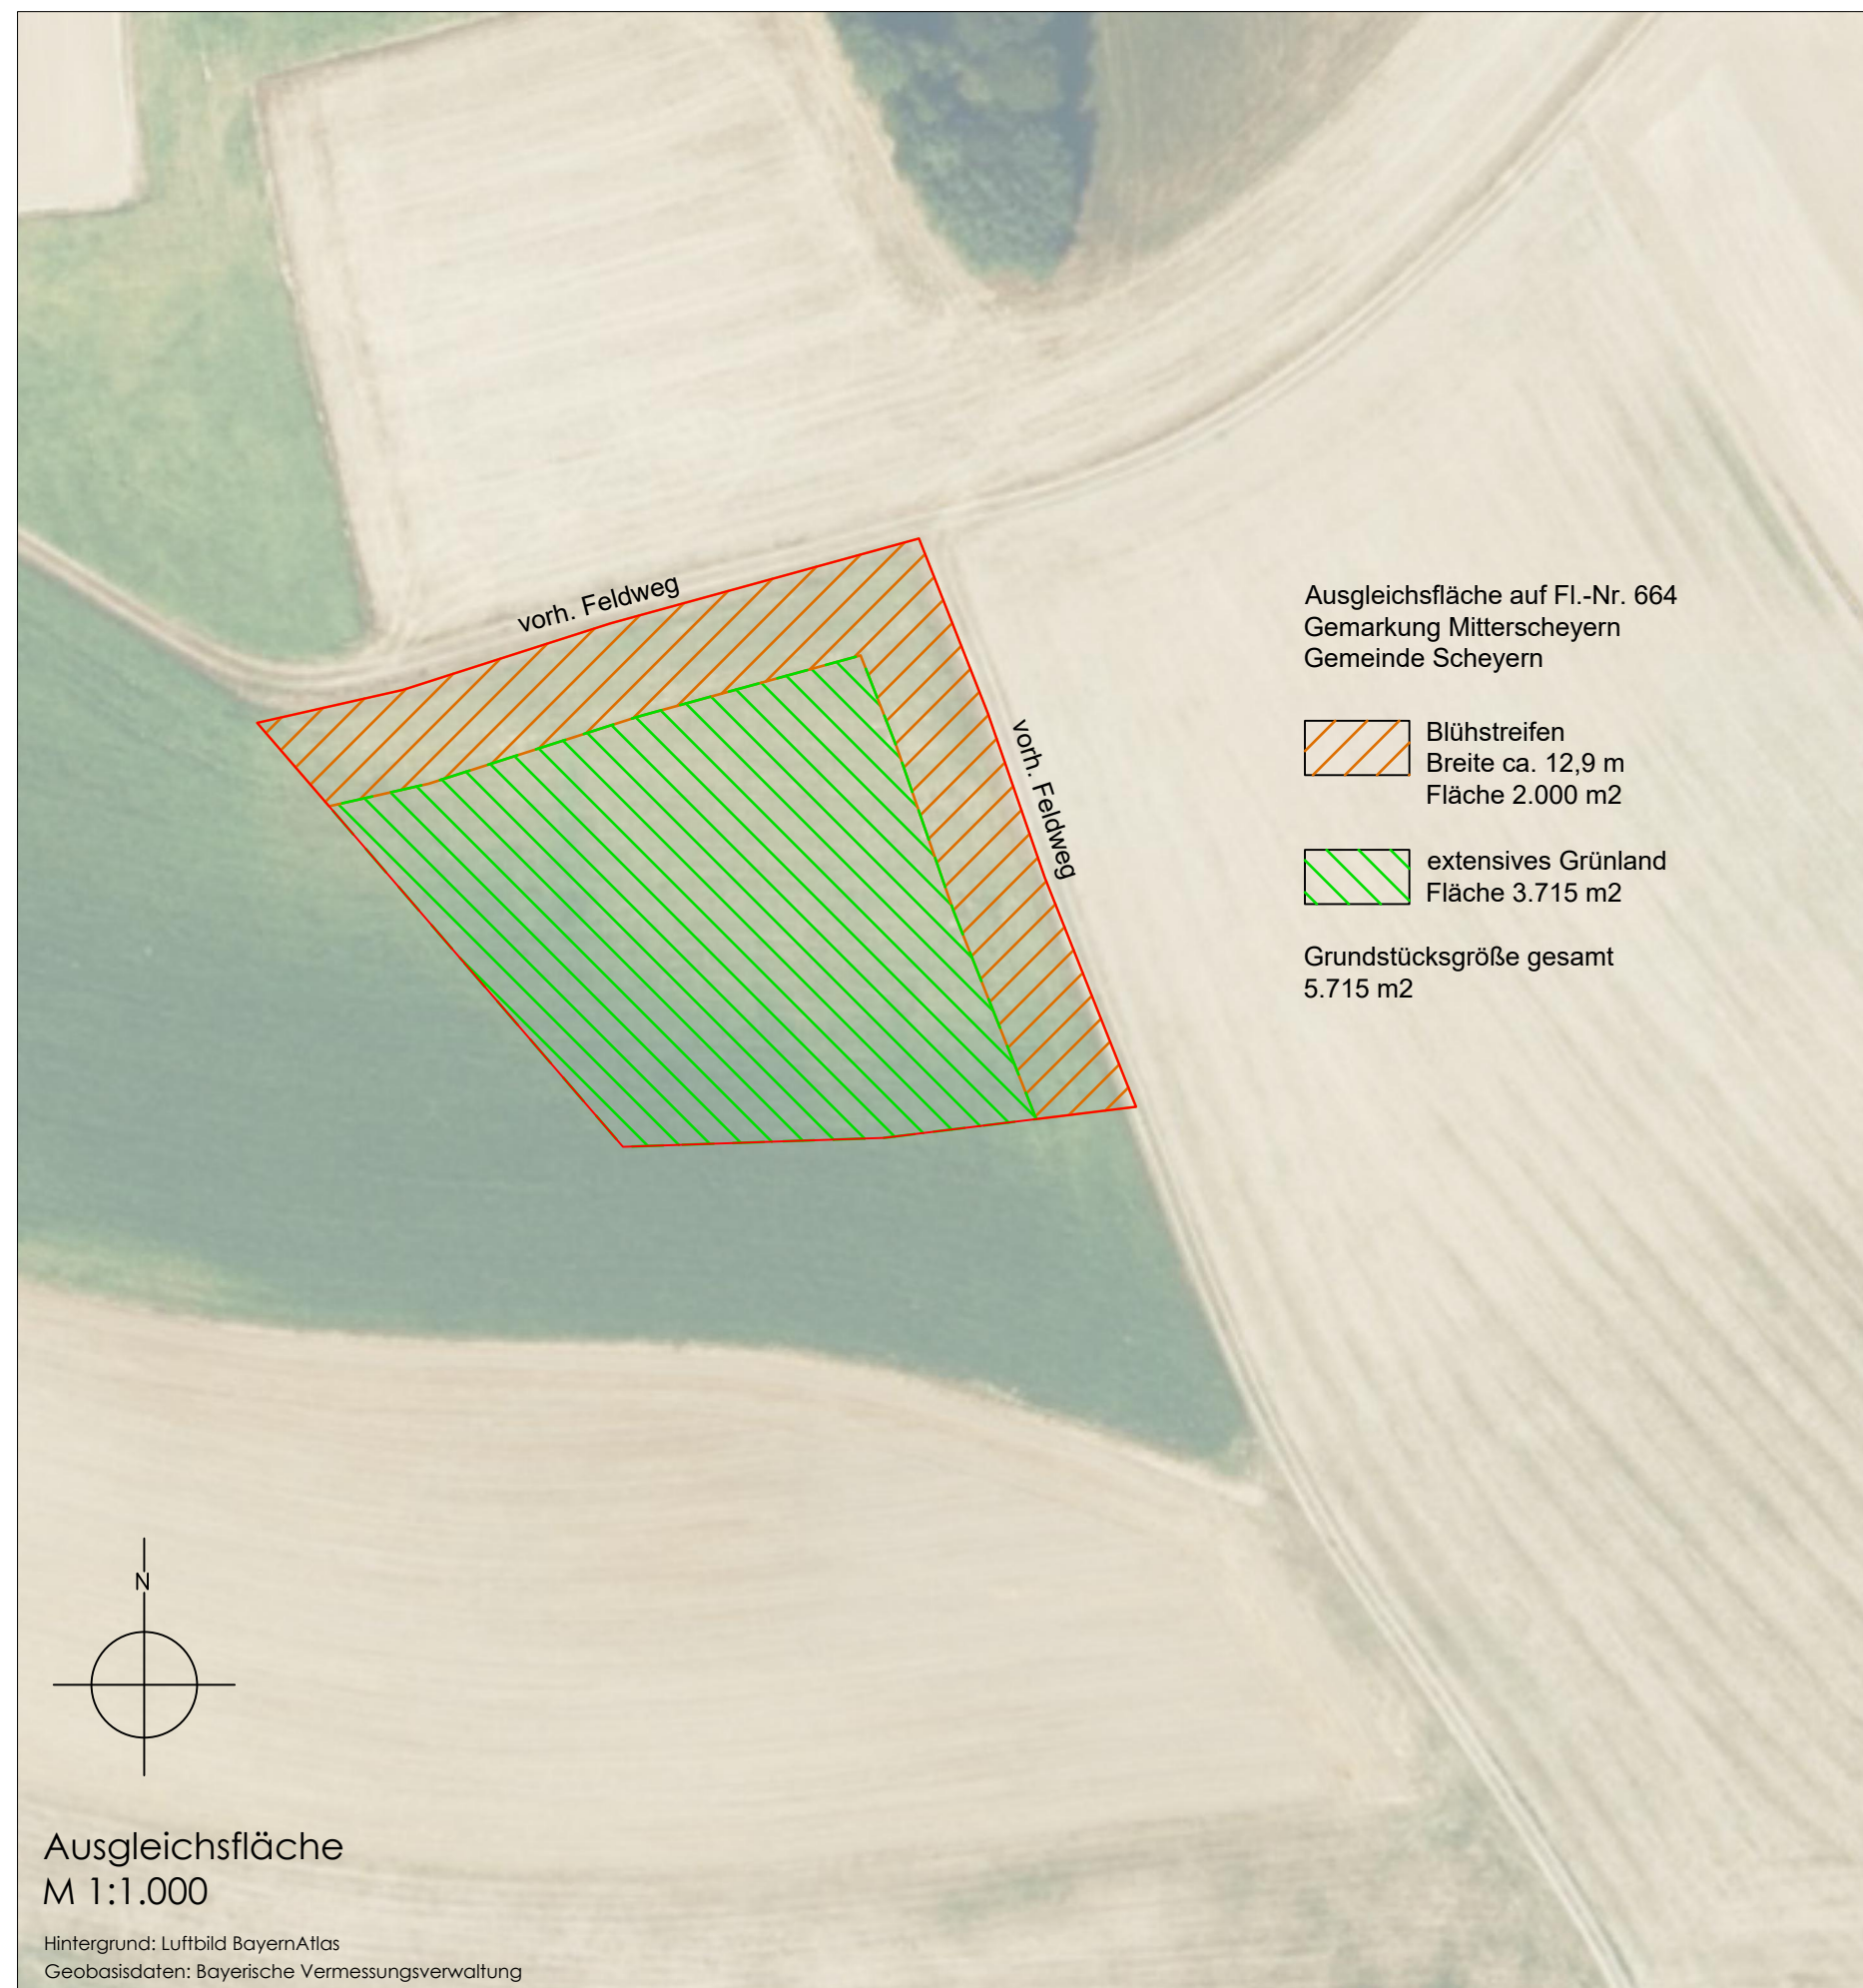 vorh. Feldweg
vorh. Feldweg
Ausgleichsfläche auf Fl.-Nr. 664
Gemarkung Mitterscheyern
Gemeinde Scheyern
Blühstreifen
Breite ca. 12,9 m
Fläche 2.000 m2
extensives Grünland
Fläche 3.715 m2
Grundstücksgröße gesamt
5.715 m2
N
Ausgleichsfläche
M 1:1.000
Hintergrund: Luftbild BayernAtlas
Geobasisdaten: Bayerische Vermessungsverwaltung